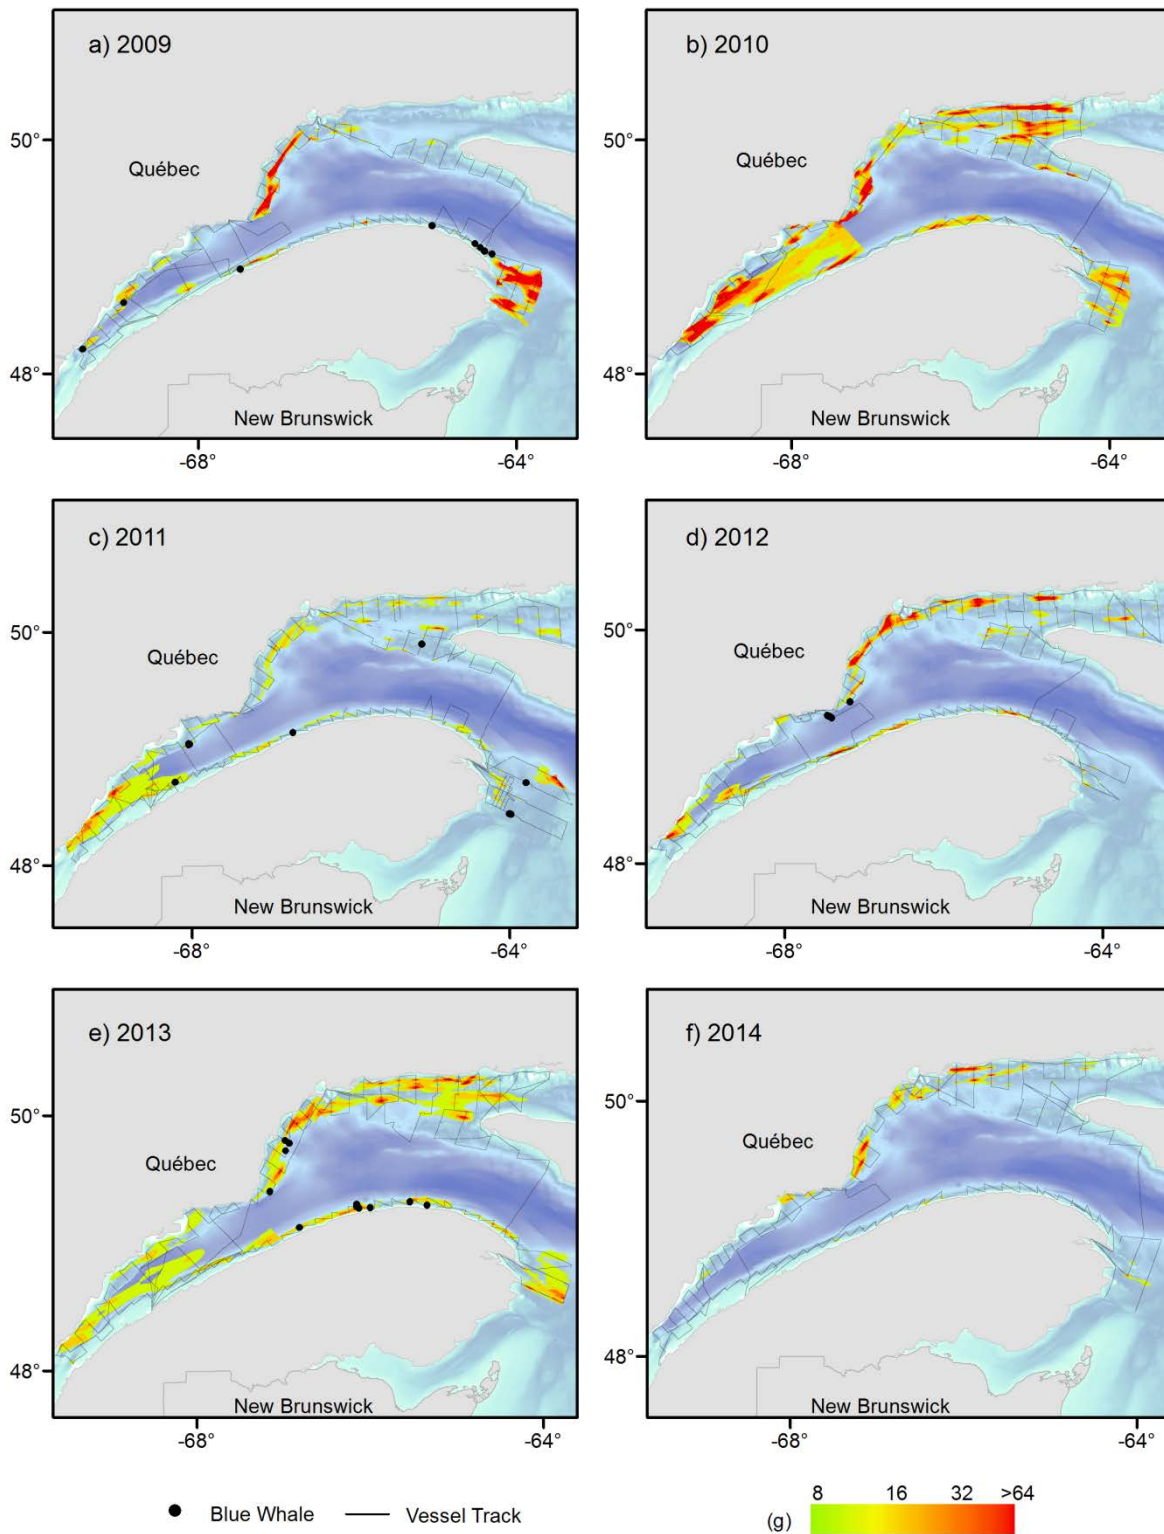 a) 2009
b) 2010
50°
Québec
48°
New Brunswick
-68°
-64°
50°
Québec
48°
New Brunswick
-68°
-64°
c) 2011
d) 2012
50°
Québec
48°
New Brunswick
-68°
-64°
50°
Québec
48°
New Brunswick
-68°
-64°
e) 2013
f) 2014
50°
Québec
48°
New Brunswick
-68°
-64°
50°
Québec
48°
New Brunswick
-68°
-64°
Blue Whale
Vessel Track
(g)
8 16 32 >64